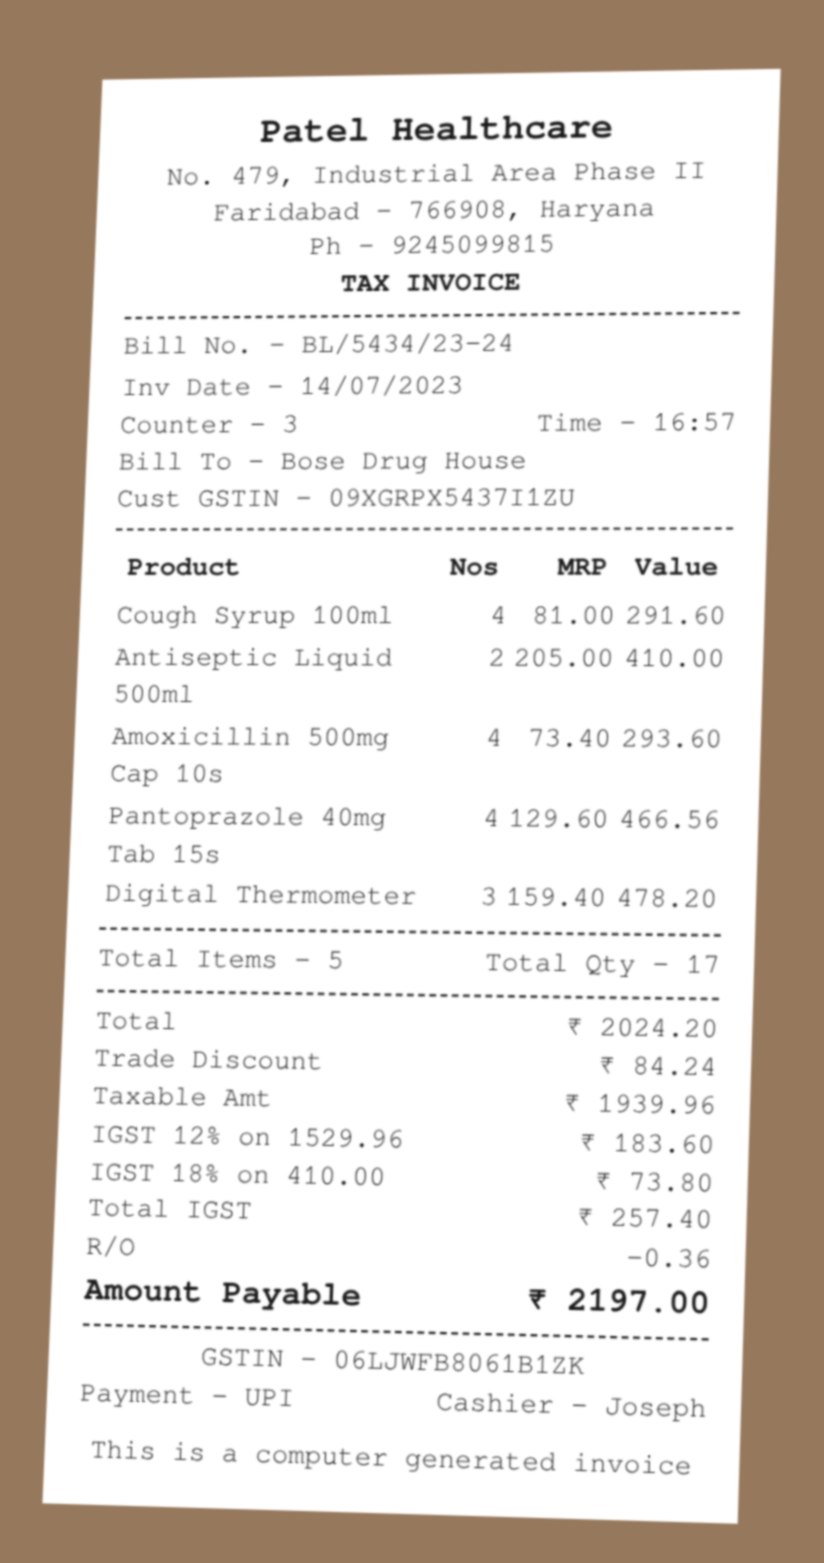 Patel Healthcare
No. 479, Industrial Area Phase II
Faridabad - 766908, Haryana
Ph - 9245099815
TAX INVOICE
Bill No. - BL/5434/23-24
Inv Date - 14/07/2023
Counter - 3 Time - 16:57
Bill To - Bose Drug House
Cust GSTIN - 09XGRPX5437I1ZU
Product Nos MRP Value
Cough Syrup 100ml 4 81.00 291.60
Antiseptic Liquid 2 205.00 410.00
500ml
Amoxicillin 500mg 4 73.40 293.60
Cap 10s
Pantoprazole 40mg 4 129.60 466.56
Tab 15s
Digital Thermometer 3 159.40 478.20
Total Items - 5 Total Qty - 17
Total ₹ 2024.20
Trade Discount ₹ 84.24
Taxable Amt ₹ 1939.96
IGST 12% on 1529.96 ₹ 183.60
IGST 18% on 410.00 ₹ 73.80
Total IGST ₹ 257.40
R/O -0.36
Amount Payable ₹ 2197.00
GSTIN - 06LJWFB8061B1ZK
Payment - UPI Cashier - Joseph
This is a computer generated invoice